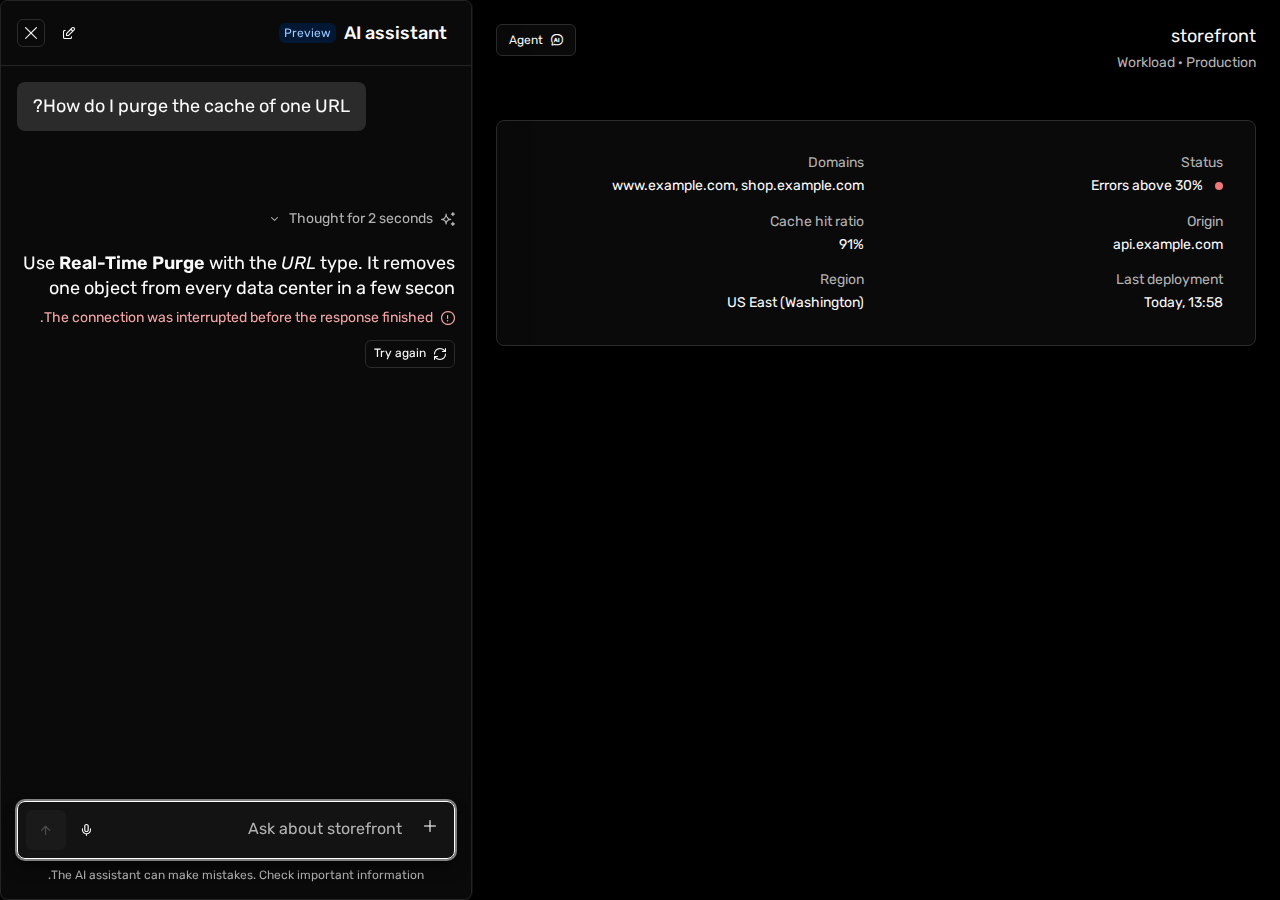 storefront
Workload • Production
Agent
Status
Errors above 30%
Domains
www.example.com, shop.example.com
Origin
api.example.com
Cache hit ratio
91%
Last deployment
Today, 13:58
Region
US East (Washington)
AI assistant
Preview
?How do I purge the cache of one URL
Thought for 2 seconds
Use Real-Time Purge with the URL type. It removes
one object from every data center in a few secon
.The connection was interrupted before the response finished
Try again
Ask about storefront
.The AI assistant can make mistakes. Check important information